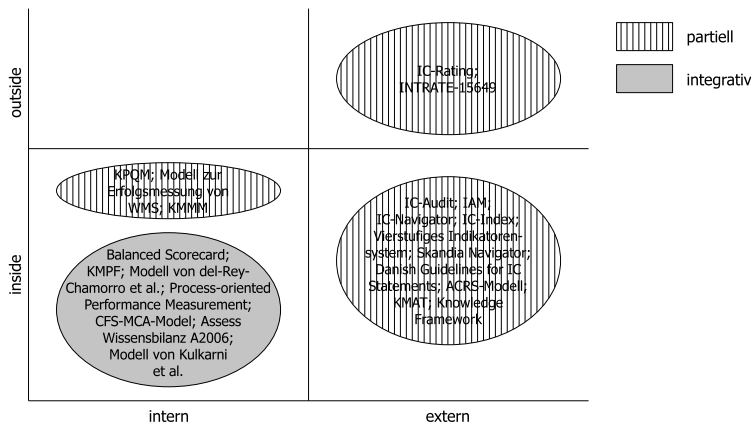 outside
IC-Rating;
INTRATE-15649
partiell
integrativ
inside
KPQM; Modell zur
Erfolgsmessung von
WMS; KMMM
Balanced Scorecard;
KMPF; Modell von del-Rey-
Chamorro et al.; Process-oriented
Performance Measurement;
CFS-MCA-Model; Assess
Wissensbilanz A2006;
Modell von Kulkarni
et al.
IC-Audit; IAM;
IC-Navigator; IC-Index;
Vierstufiges Indikatoren-
system; Skandia Navigator;
Danish Guidelines for IC
Statements; ACRS-Modell;
KMAT; Knowledge
Framework
intern
extern